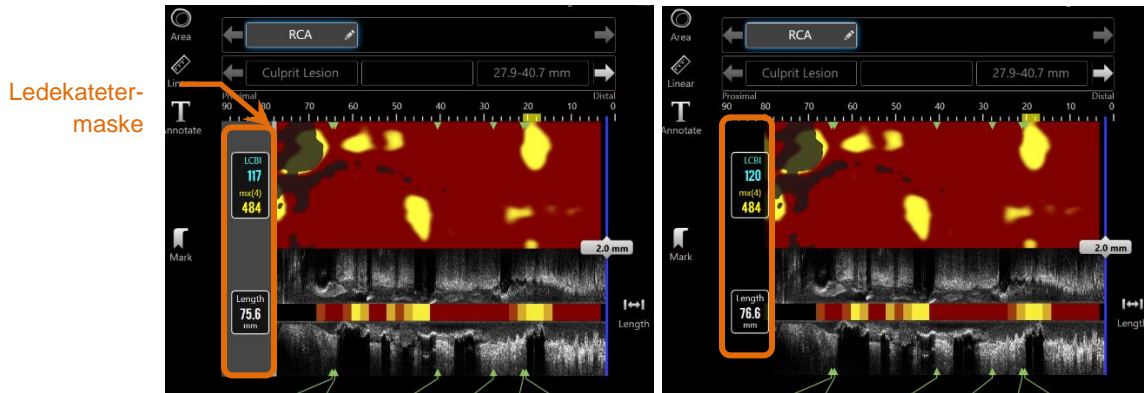 Ledekateter-
maske
Area
RCA
Culprit Lesion
27.9-40.7 mm
Linear
Proximal
Distal
90 80 70 60 50 40 30 20 10 0
Annotate
LCBI
117
mx(4)
484
Mark
2.0 mm
Length
75.6
mm
Length
Area
RCA
Culprit Lesion
27.9-40.7 mm
Linear
Proximal
Distal
90 80 70 60 50 40 30 20 10 0
Annotate
LCBI
120
mx(4)
484
Mark
2.0 mm
Length
76.6
mm
Length